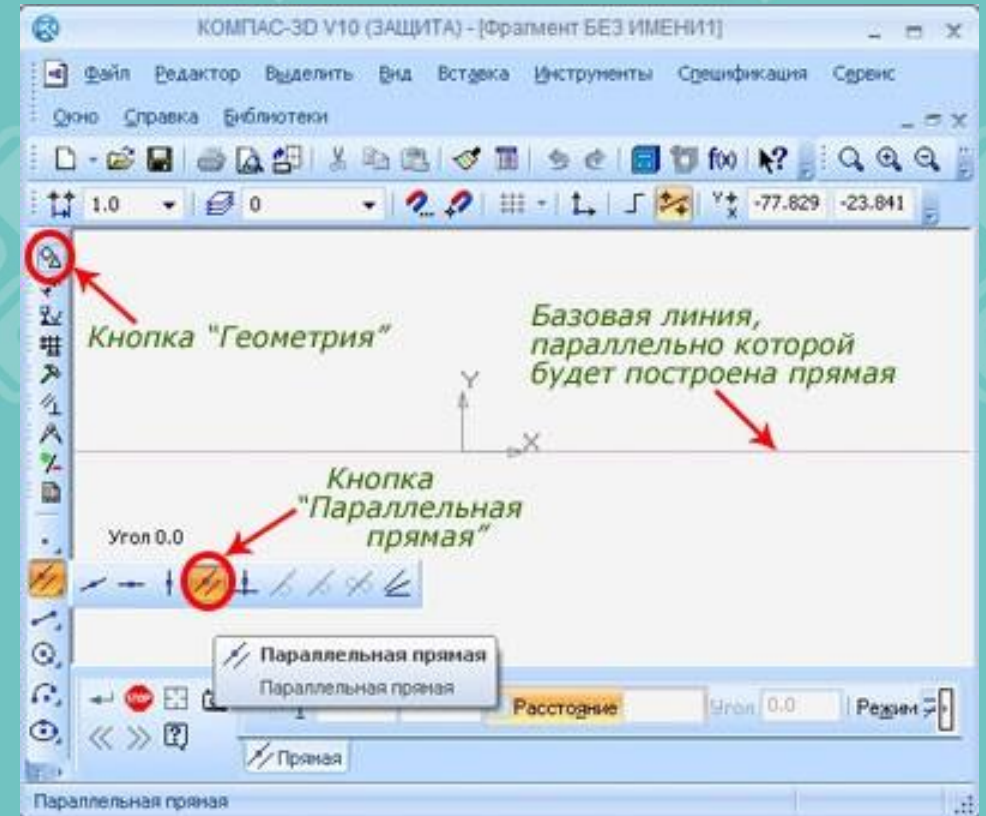 КОМПАС-3D V10 (ЗАЩИТА) - [Фрагмент БЕЗ ИМЕНИ1]
Файл Редактор Выделить Вид Вставка Инструменты Спецификация Сервис
Окно Справка Библиотеки
1.0 0 -77.829 -23.841
Кнопка "Геометрия"
Базовая линия,
параллельно которой
будет построена прямая
Y
X
Кнопка
"Параллельная
прямая"
Угол 0.0
Параллельная прямая
Параллельная прямая
STOP Расстояние Угол 0.0 Режим
Прямая
Параллельная прямая